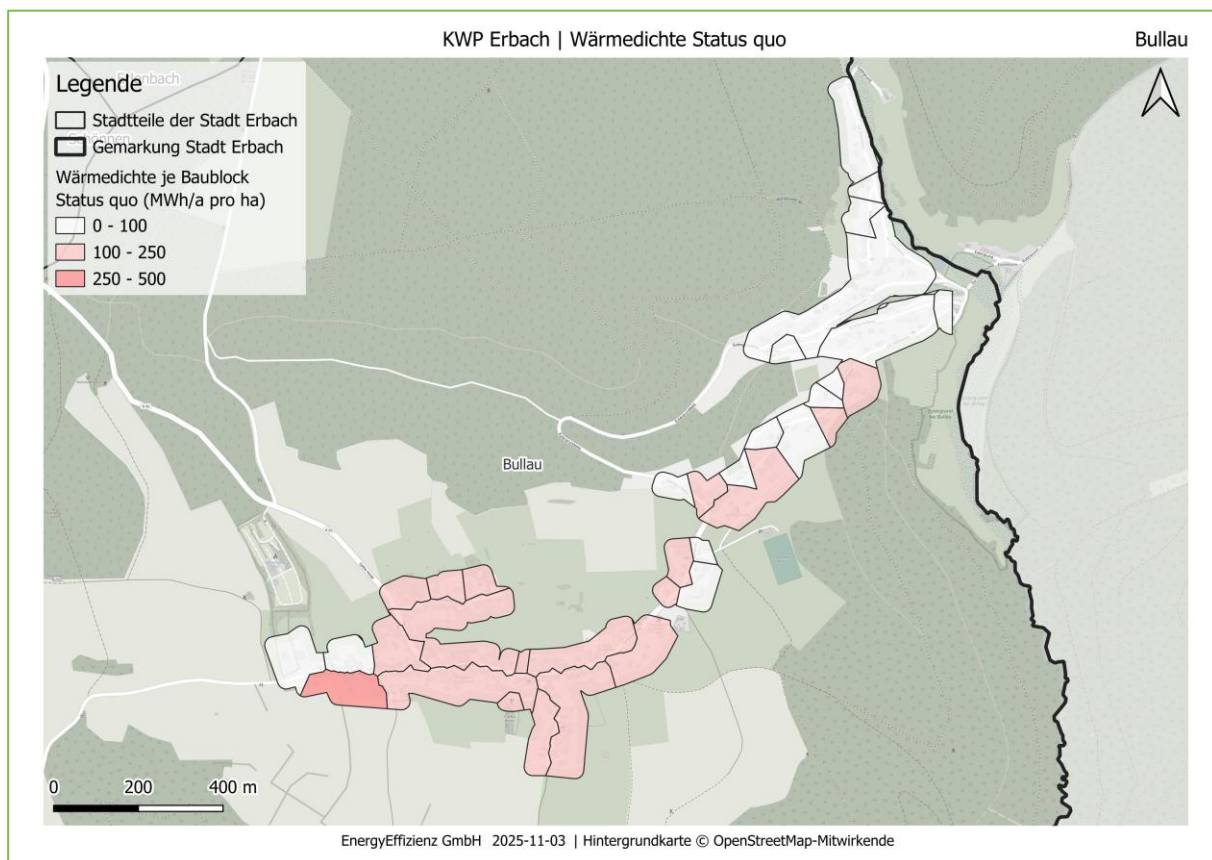 KWP Erbach | Wärmedichte Status quo
Bullau
Legende
Stadtteile der Stadt Erbach
Gemarkung Stadt Erbach
Wärmedichte je Baublock
Status quo (MWh/a pro ha)
0 - 100
100 - 250
250 - 500
Bullau
0 200 400 m
EnergyEffizienz GmbH 2025-11-03 | Hintergrundkarte © OpenStreetMap-Mitwirkende